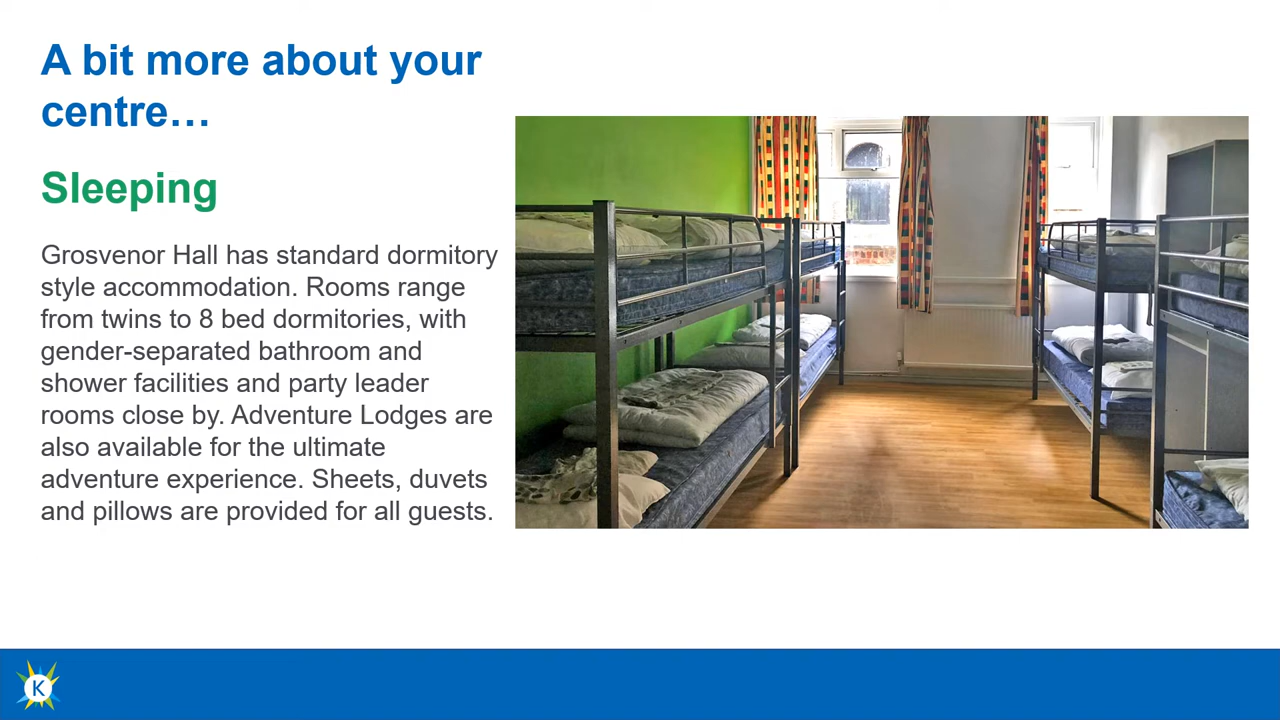 A bit more about your
centre…
Sleeping
Grosvenor Hall has standard dormitory
style accommodation. Rooms range
from twins to 8 bed dormitories, with
gender-separated bathroom and
shower facilities and party leader
rooms close by. Adventure Lodges are
also available for the ultimate
adventure experience. Sheets, duvets
and pillows are provided for all guests.
K